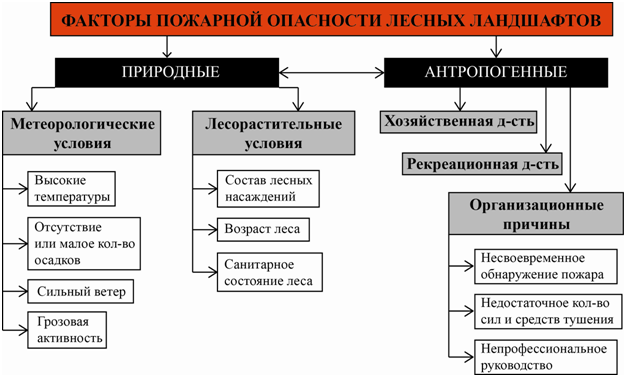 ФАКТОРЫ ПОЖАРНОЙ ОПАСНОСТИ ЛЕСНЫХ ЛАНДШАФТОВ
ПРИРОДНЫЕ
Метеорологические
условия
Высокие
температуры
Отсутствие
или малое кол-во
осадков
Сильный ветер
Грозовая
активность
Лесорастительные
условия
Состав лесных
насаждений
Возраст леса
Санитарное
состояние леса
АНТРОПОГЕННЫЕ
Хозяйственная д-сть
Рекреационная д-сть
Организационные
причины
Несвоевременное
обнаружение пожара
Недостаточное кол-во
сил и средств тушения
Непрофессиональное
руководство